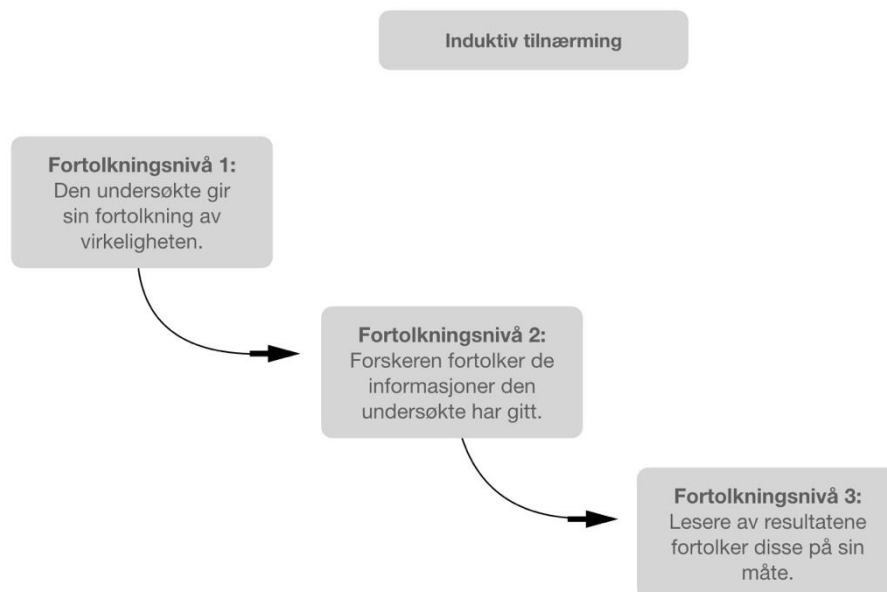 Induktiv tilnærming
Fortolkningsnivå 1:
Den undersøkte gir
sin fortolkning av
virkeligheten.
Fortolkningsnivå 2:
Forskeren fortolker de
informasjoner den
undersøkte har gitt.
Fortolkningsnivå 3:
Lesere av resultatene
fortolker disse på sin
måte.